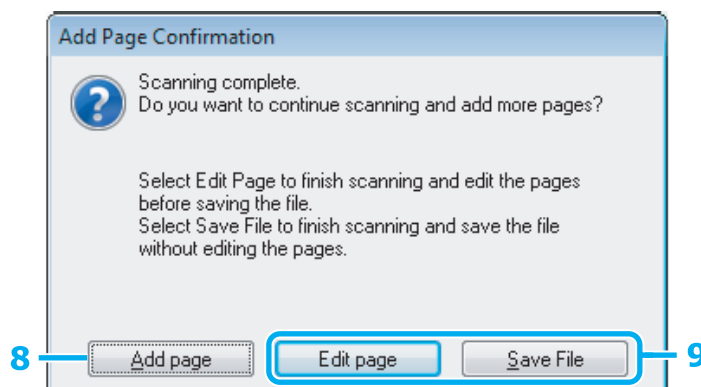 Add Page Confirmation
Scanning complete.
Do you want to continue scanning and add more pages?
Select Edit Page to finish scanning and edit the pages
before saving the file.
Select Save File to finish scanning and save the file
without editing the pages.
8 Add page Edit page Save File 9